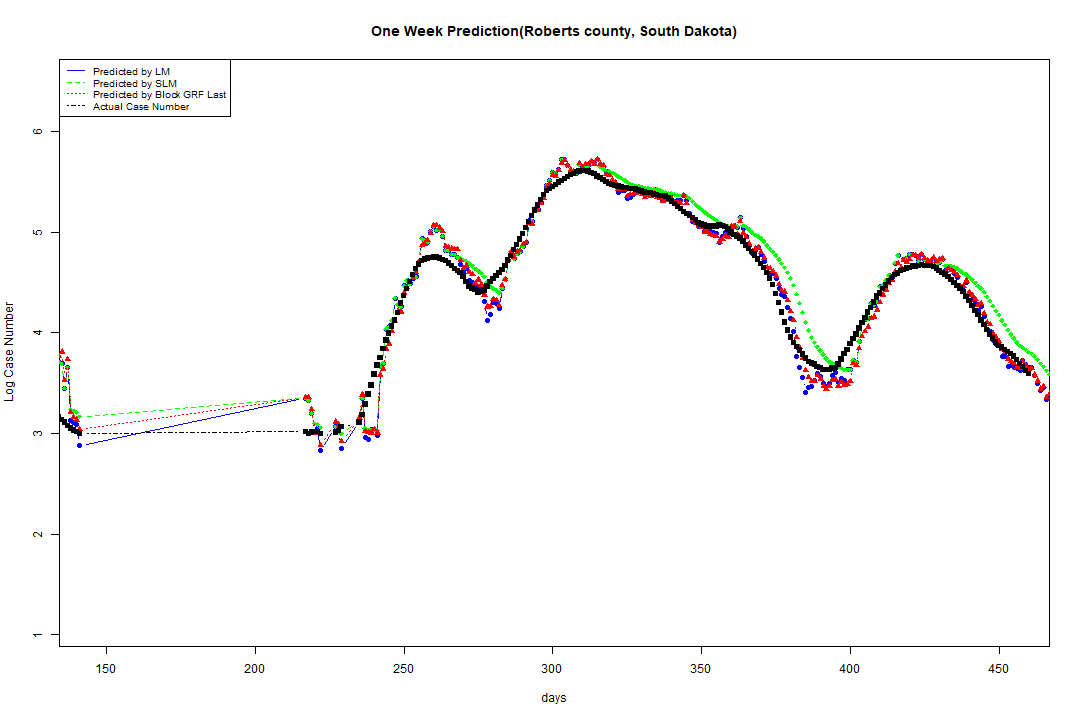 One Week Prediction(Roberts county, South Dakota)
Predicted by LM
Predicted by SLM
Predicted by Block GRF Last
Actual Case Number
6
5
4
3
2
1
Log Case Number
150 200 250 300 350 400 450
days